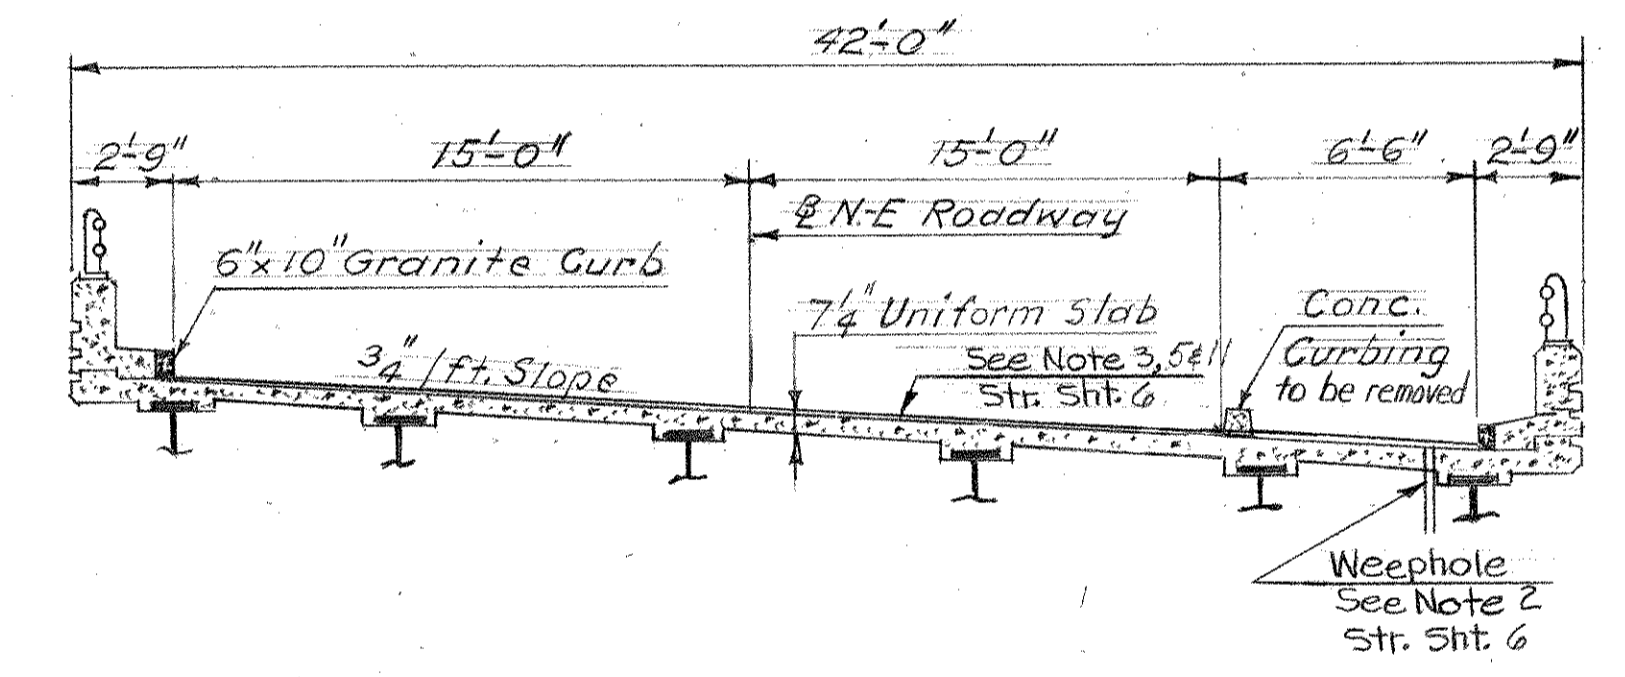 42'-0"
2'-9" 15'-0" 15'-0" 6'-6" 2'-9"
℄ N-E Roadway
6"x10" Granite Curb
7¼" Uniform Slab
Conc.
Curbing
to be removed
¾"/ft. Slope
See Note 3, 5 & 11
Str. Sht. 6
Weephole
See Note 2
Str. Sht. 6